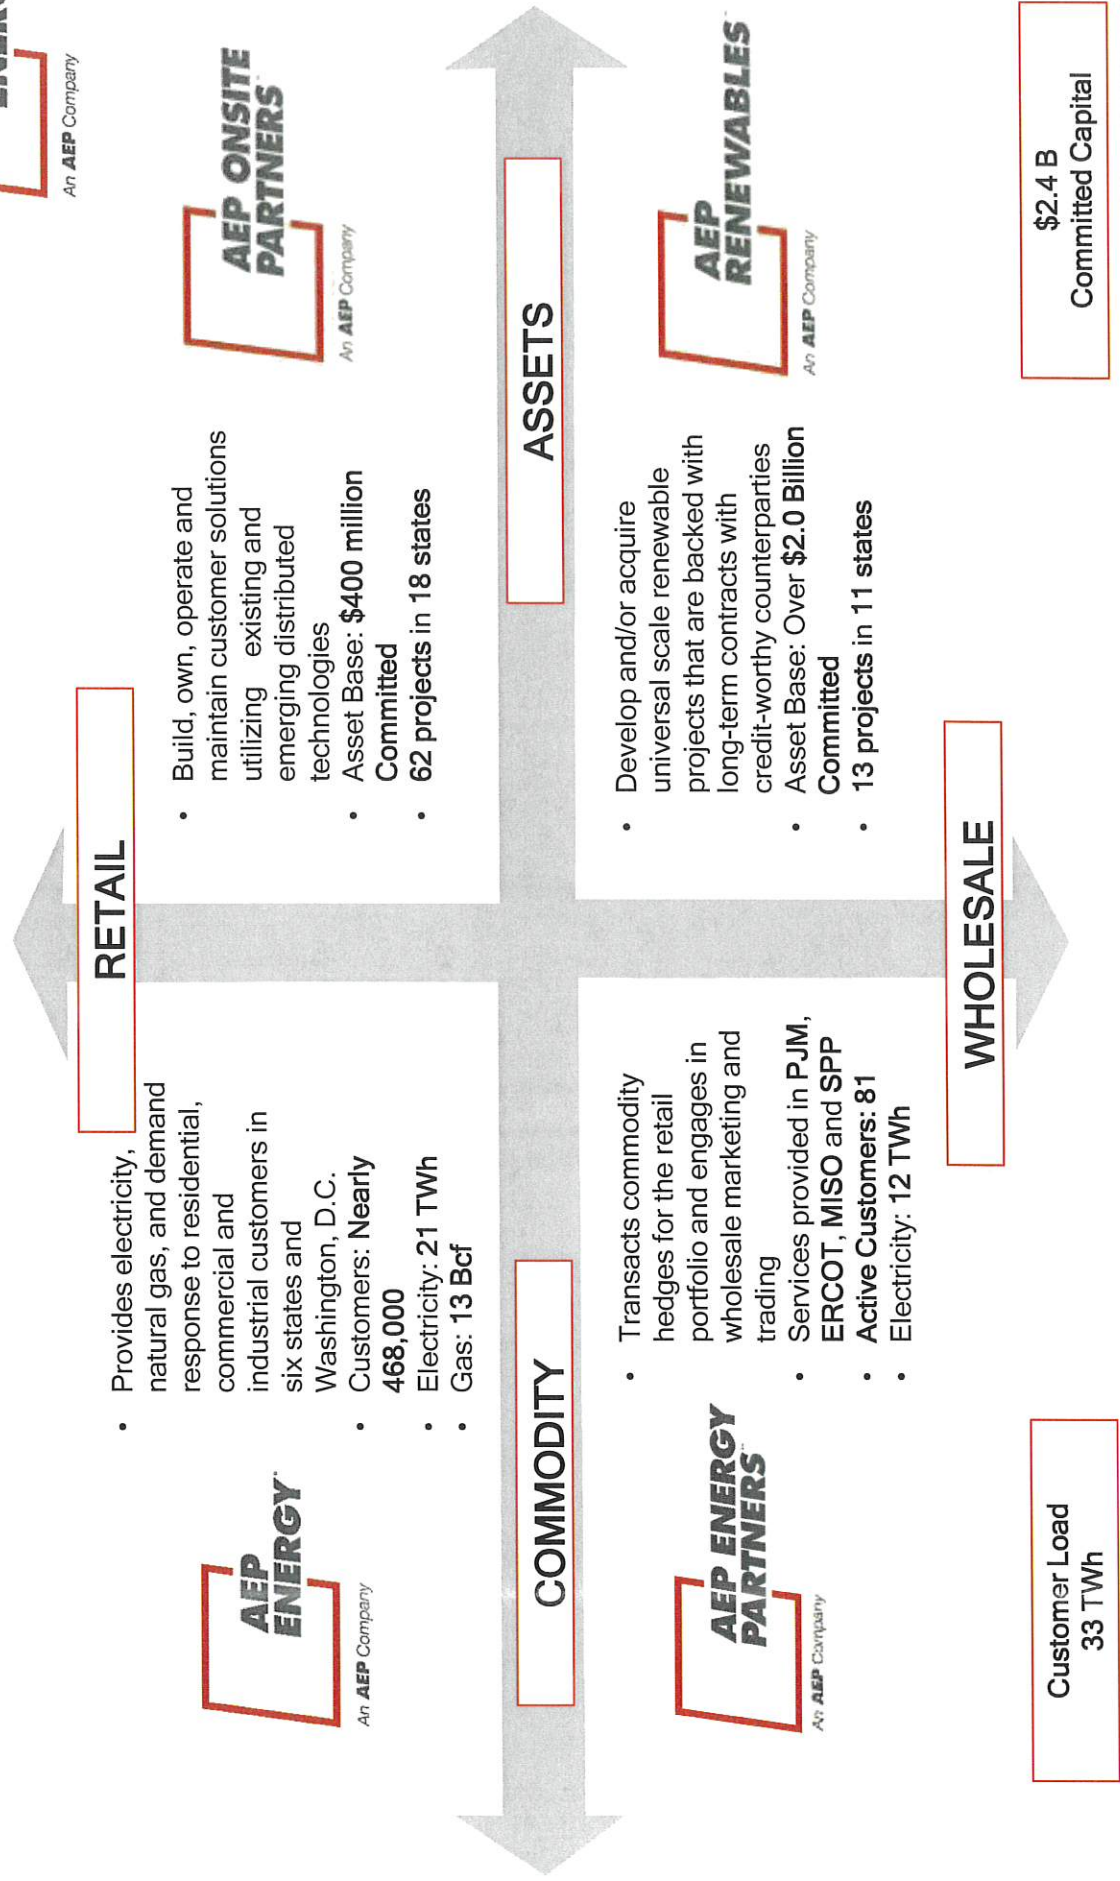 An AEP Company
RETAIL
AEP
ENERGY
An AEP Company
• Provides electricity,
natural gas, and demand
response to residential,
commercial and
industrial customers in
six states and
Washington, D.C.
• Customers: Nearly
468,000
• Electricity: 21 TWh
• Gas: 13 Bcf
• Build, own, operate and
maintain customer solutions
utilizing existing and
emerging distributed
technologies
• Asset Base: $400 million
Committed
• 62 projects in 18 states
AEP ONSITE
PARTNERS
An AEP Company
COMMODITY
ASSETS
AEP ENERGY
PARTNERS
An AEP Company
• Transacts commodity
hedges for the retail
portfolio and engages in
wholesale marketing and
trading
• Services provided in PJM,
ERCOT, MISO and SPP
• Active Customers: 81
• Electricity: 12 TWh
• Develop and/or acquire
universal scale renewable
projects that are backed with
long-term contracts with
credit-worthy counterparties
• Asset Base: Over $2.0 Billion
Committed
• 13 projects in 11 states
AEP
RENEWABLES
An AEP Company
WHOLESALE
Customer Load
33 TWh
$2.4 B
Committed Capital